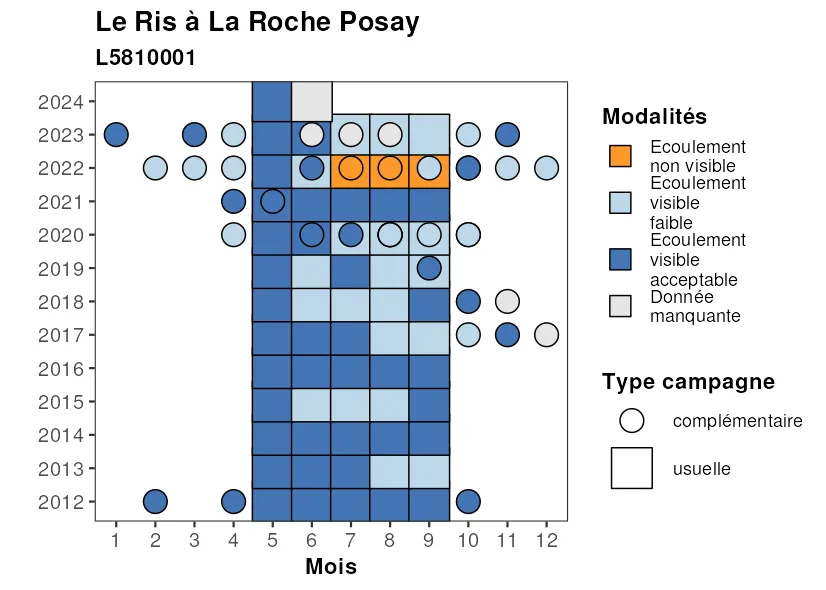 Le Ris à La Roche Posay
L5810001
2024
2023
2022
2021
2020
2019
2018
2017
2016
2015
2014
2013
2012
1 2 3 4 5 6 7 8 9 10 11 12
Mois
Modalités
Ecoulement
non visible
Ecoulement
visible
faible
Ecoulement
visible
acceptable
Donnée
manquante
Type campagne
complémentaire
usuelle